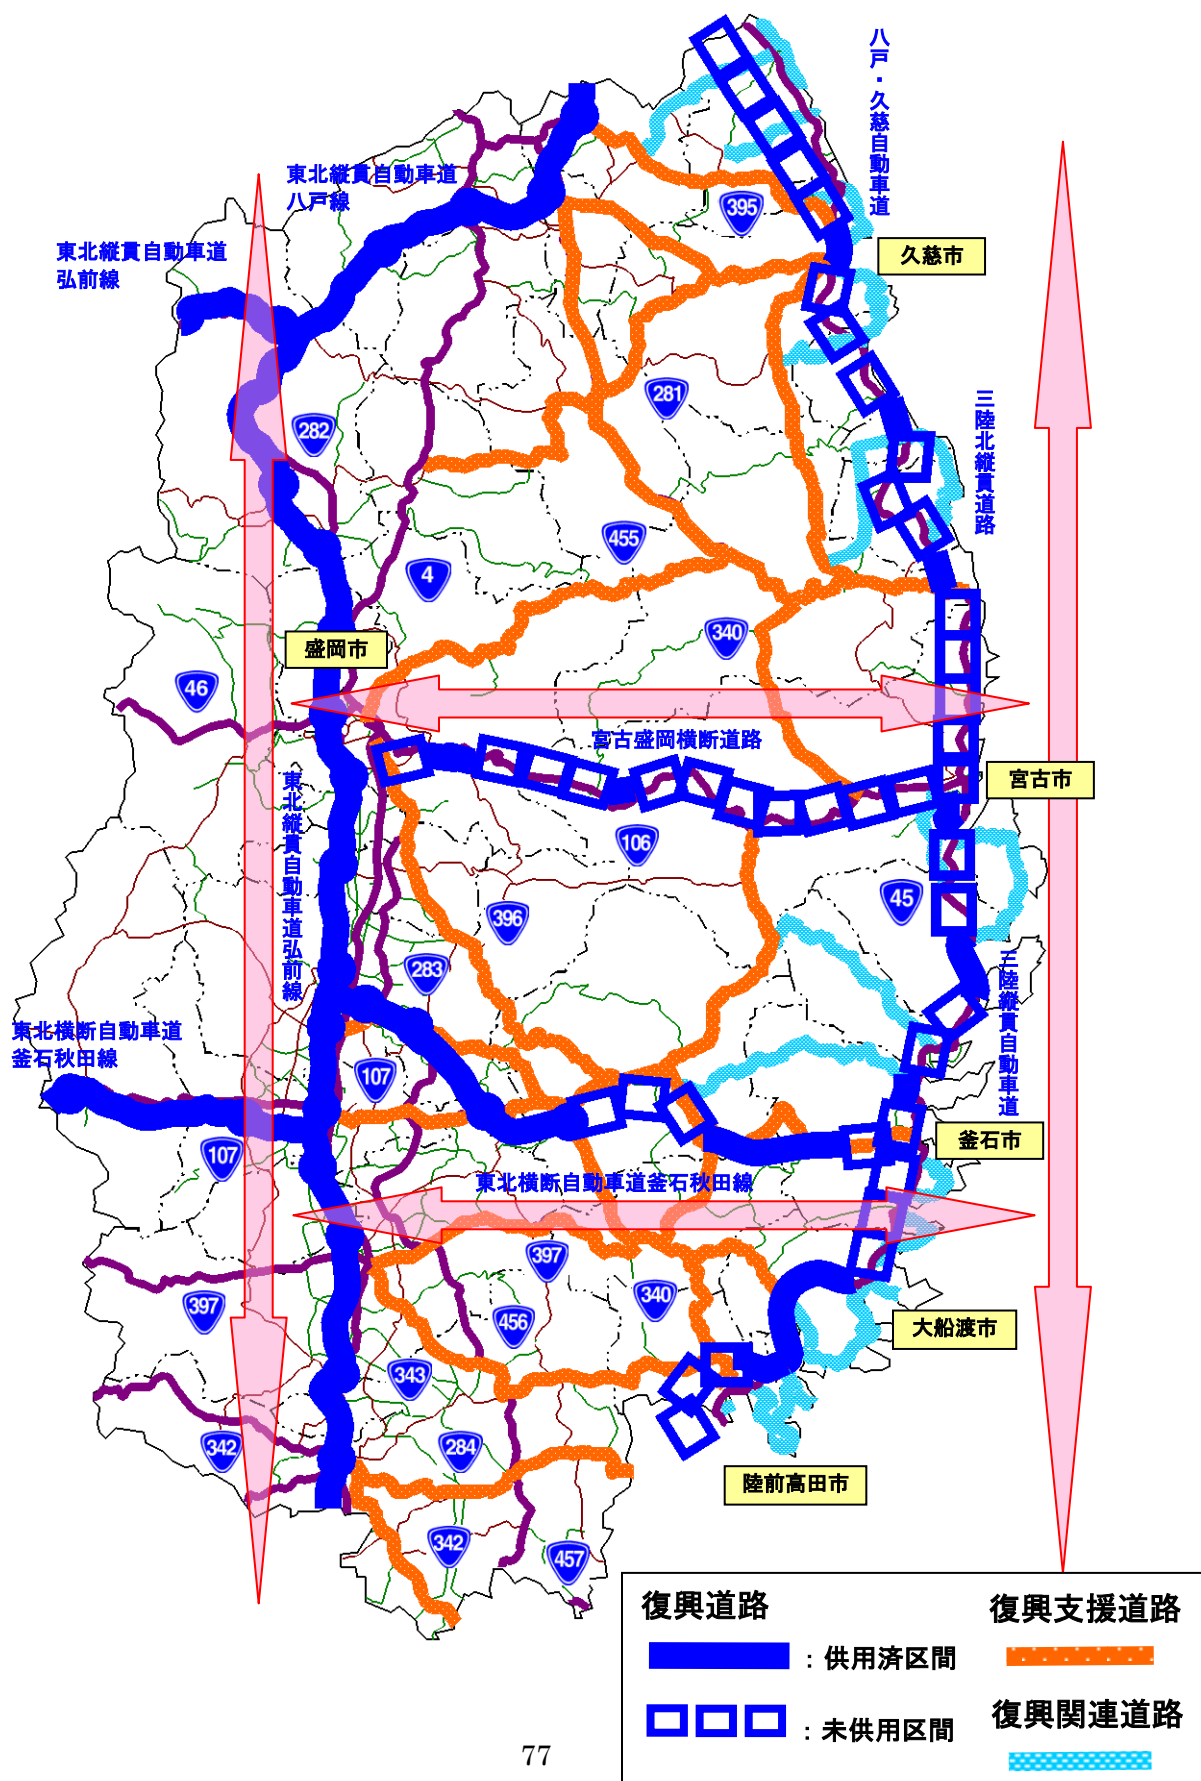 八戸・久慈自動車道
東北縦貫自動車道
八戸線
395
東北縦貫自動車道
弘前線
久慈市
281
282
三陸北縦貫道路
455
4
340
盛岡市
46
宮古盛岡横断道路
宮古市
東北縦貫自動車道弘前線
106
45
396
283
三陸縦貫自動車道
東北横断自動車道
釜石秋田線
107
釜石市
107
東北横断自動車道釜石秋田線
397
340
397
456
大船渡市
343
342
284
陸前高田市
342
457
復興道路
：供用済区間
：未供用区間
復興支援道路
復興関連道路
77